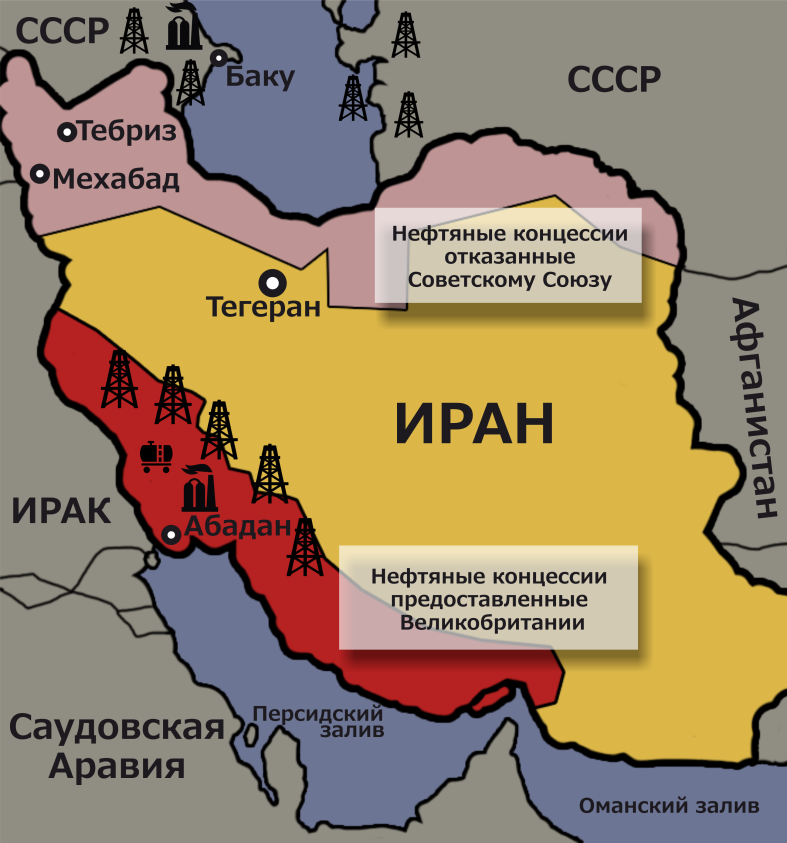 СССР
Баку
СССР
Тебриз
Мехабад
Нефтяные концессии
отказанные
Советскому Союзу
Тегеран
Афганистан
ИРАН
ИРАК
Абадан
Нефтяные концессии
предоставленные
Великобритании
Саудовская
Аравия
Персидский
залив
Оманский залив